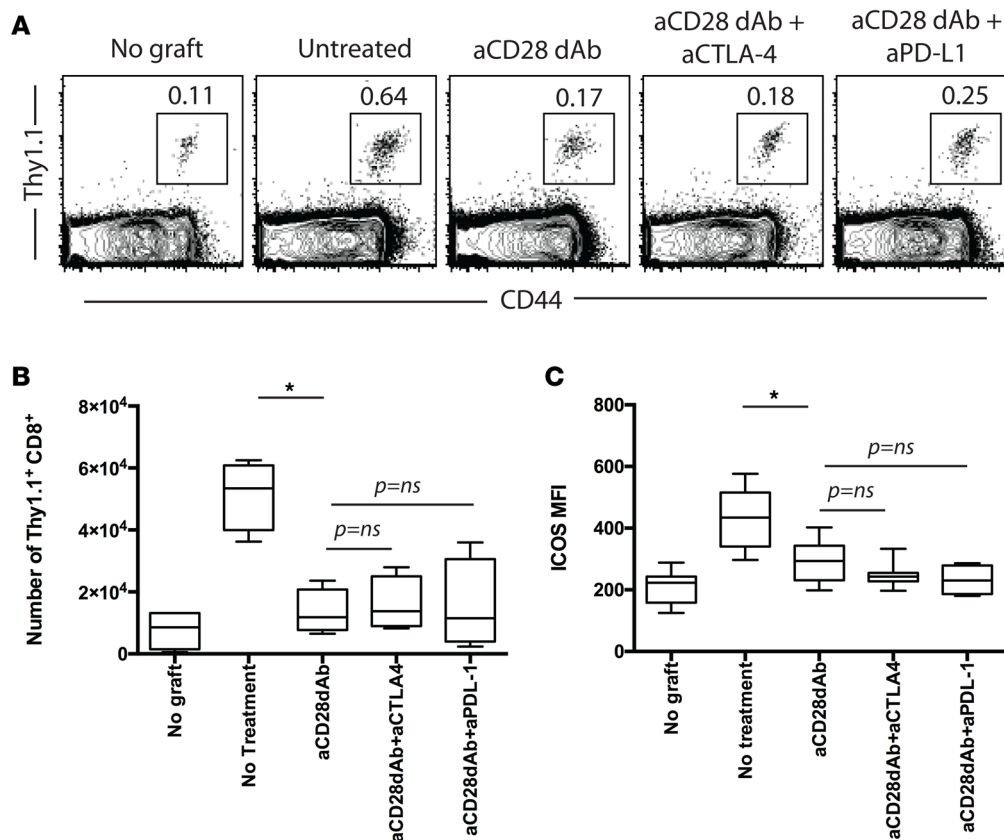 A
No graft
Untreated
aCD28 dAb
aCD28 dAb +
aCTLA-4
aCD28 dAb +
aPD-L1
0.11
0.64
0.17
0.18
0.25
Thy1.1
CD44
B
Number of Thy1.1⁺ CD8⁺
8×10⁴
6×10⁴
4×10⁴
2×10⁴
0
*
p=ns
p=ns
No graft
No Treatment
aCD28dAb
aCD28dAb+aCTLA4
aCD28dAb+aPDL-1
C
ICOS MFI
800
600
400
200
0
*
p=ns
p=ns
No graft
No treatment
aCD28dAb
aCD28dAb+aCTLA4
aCD28dAb+aPDL-1